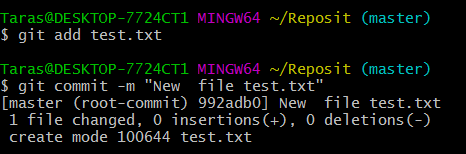 Taras@DESKTOP-7724CT1 MINGW64 ~/Reposit (master)
$ git add test.txt
Taras@DESKTOP-7724CT1 MINGW64 ~/Reposit (master)
$ git commit -m "New  file test.txt"
[master (root-commit) 992adb0] New  file test.txt
 1 file changed, 0 insertions(+), 0 deletions(-)
 create mode 100644 test.txt